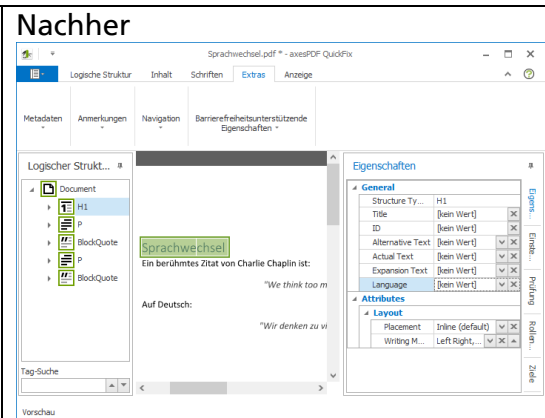 Nachher
Sprachwechsel.pdf * - axesPDF QuickFix
Logische Struktur Inhalt Schriften Extras Anzeige
Metadaten Anmerkungen Navigation Barrierefreiheitsunterstützende
Eigenschaften
Logischer Strukt...
Document
H1
P
BlockQuote
P
BlockQuote
Tag-Suche
Sprachwechsel
Ein berühmtes Zitat von Charlie Chaplin ist:
"We think too m
Auf Deutsch:
"Wir denken zu vi
Eigenschaften
General
Structure Ty... H1
Title [kein Wert]
ID [kein Wert]
Alternative Text [kein Wert]
Actual Text [kein Wert]
Expansion Text [kein Wert]
Language [kein Wert]
Attributes
Layout
Placement Inline (default)
Writing M... Left Right,...
Eigens...
Einste...
Prüfung
Rollen...
Ziele
Vorschau